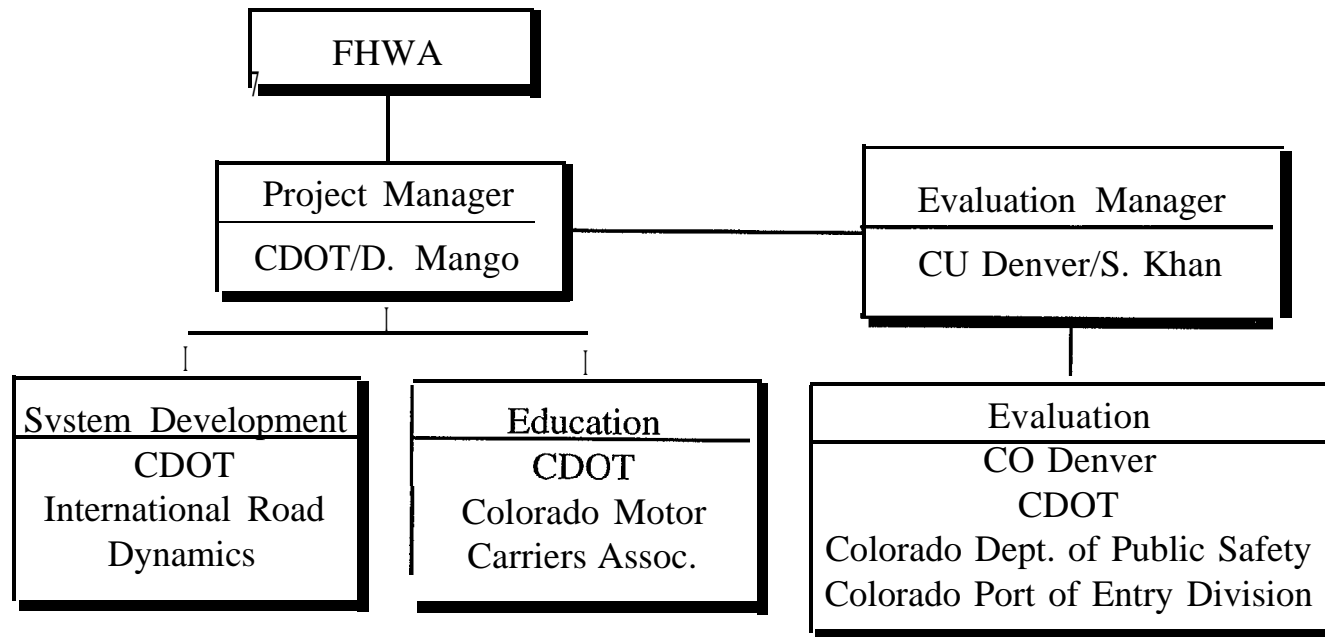 FHWA
Project Manager
CDOT/D. Mango
Evaluation Manager
CU Denver/S. Khan
Svstem Development
CDOT
International Road
Dynamics
Education
CDOT
Colorado Motor
Carriers Assoc.
Evaluation
CO Denver
CDOT
Colorado Dept. of Public Safety
Colorado Port of Entry Division